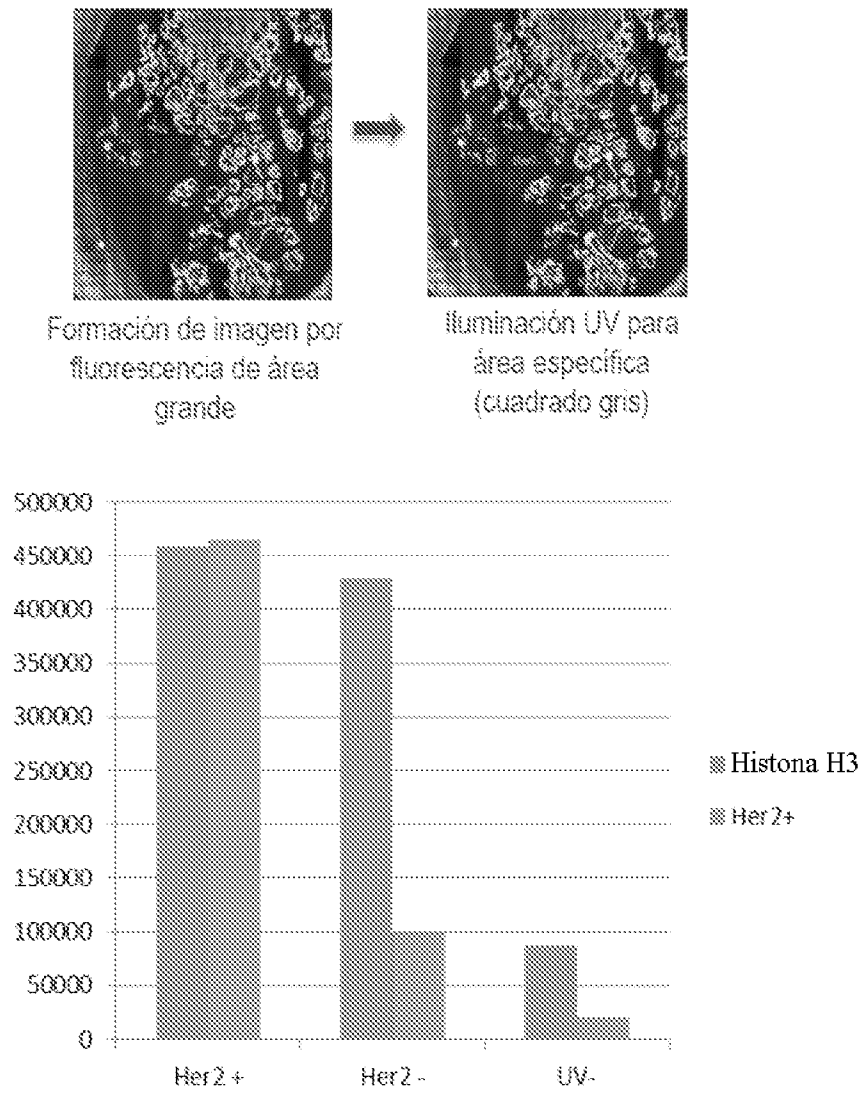 Formación de imagen por
fluorescencia de área
grande
Iluminación UV para
área específica
(cuadrado gris)
500000
450000
400000
350000
300000
250000
200000
150000
100000
50000
0
Her2 +
Her2 -
UV-
Histona H3
Her2+